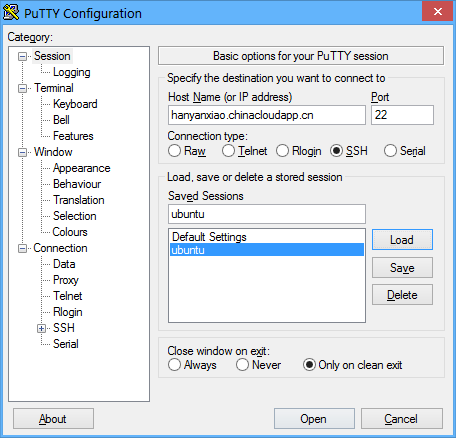 PuTTY Configuration
Category:
Session
Logging
Terminal
Keyboard
Bell
Features
Window
Appearance
Behaviour
Translation
Selection
Colours
Connection
Data
Proxy
Telnet
Rlogin
SSH
Serial
Basic options for your PuTTY session
Specify the destination you want to connect to
Host Name (or IP address) Port
hanyanxiao.chinacloudapp.cn 22
Connection type:
Raw Telnet Rlogin SSH Serial
Load, save or delete a stored session
Saved Sessions
ubuntu
Default Settings
ubuntu
Load
Save
Delete
Close window on exit:
Always Never Only on clean exit
About Open Cancel